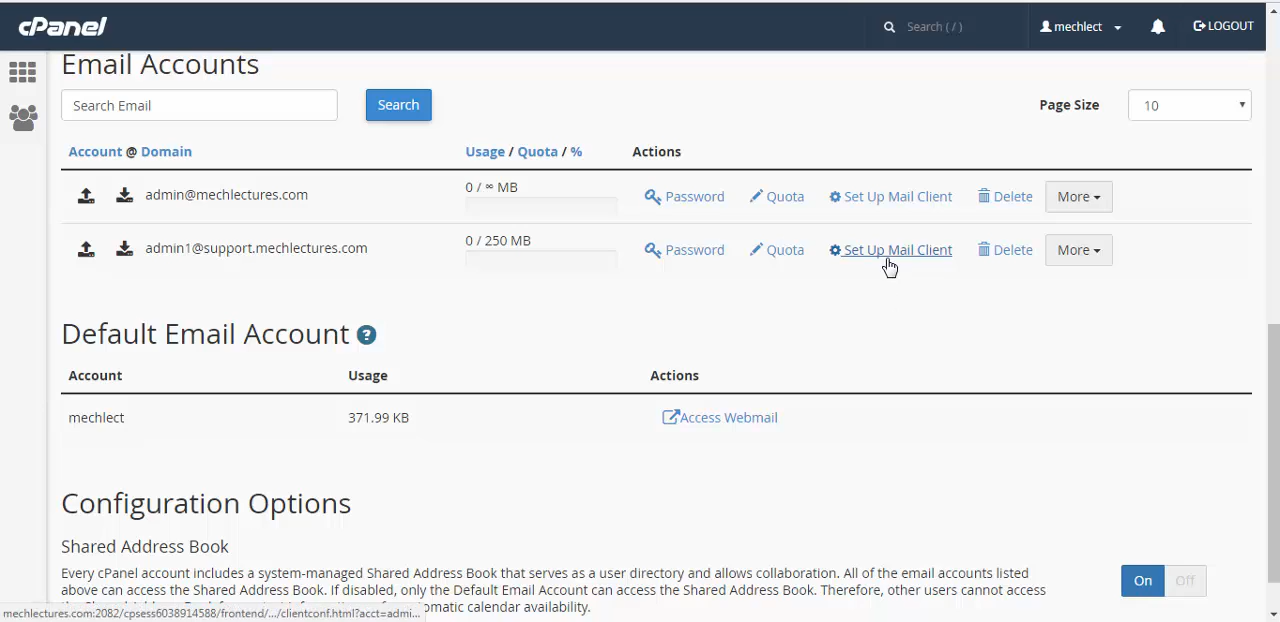 cPanel
Search ( / )
mechlect
LOGOUT
Email Accounts
Search Email
Search
Page Size
10
Account @ Domain
Usage / Quota / %
Actions
admin@mechlectures.com
0 / ∞ MB
Password
Quota
Set Up Mail Client
Delete
More
admin1@support.mechlectures.com
0 / 250 MB
Password
Quota
Set Up Mail Client
Delete
More
Default Email Account ?
Account
Usage
Actions
mechlect
371.99 KB
Access Webmail
Configuration Options
Shared Address Book
Every cPanel account includes a system-managed Shared Address Book that serves as a user directory and allows collaboration. All of the email accounts listed
above can access the Shared Address Book. If disabled, only the Default Email Account can access the Shared Address Book. Therefore, other users cannot access
On
Off
automatic calendar availability.
mechlectures.com:2082/cpsess6038914588/frontend/.../clientconf.html?acct=admi...